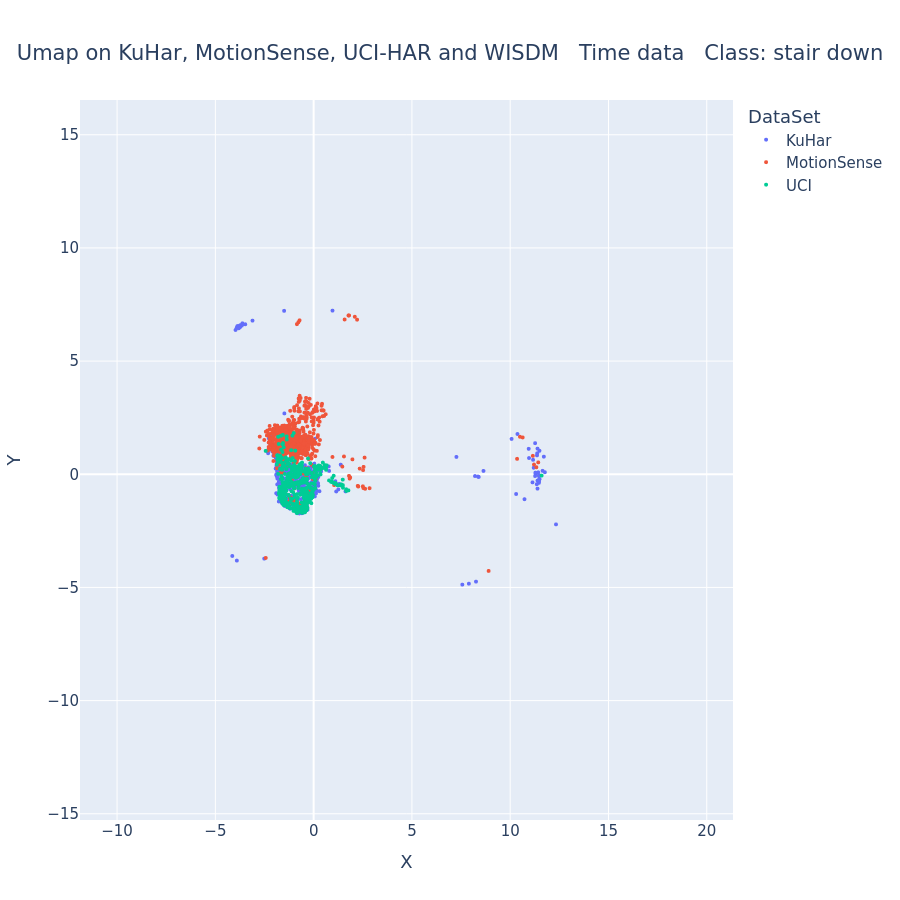 Umap on KuHar, MotionSense, UCI-HAR and WISDM   Time data   Class: stair down
DataSet
KuHar
MotionSense
UCI
15
10
5
0
−5
−10
−15
Y
−10 −5 0 5 10 15 20
X